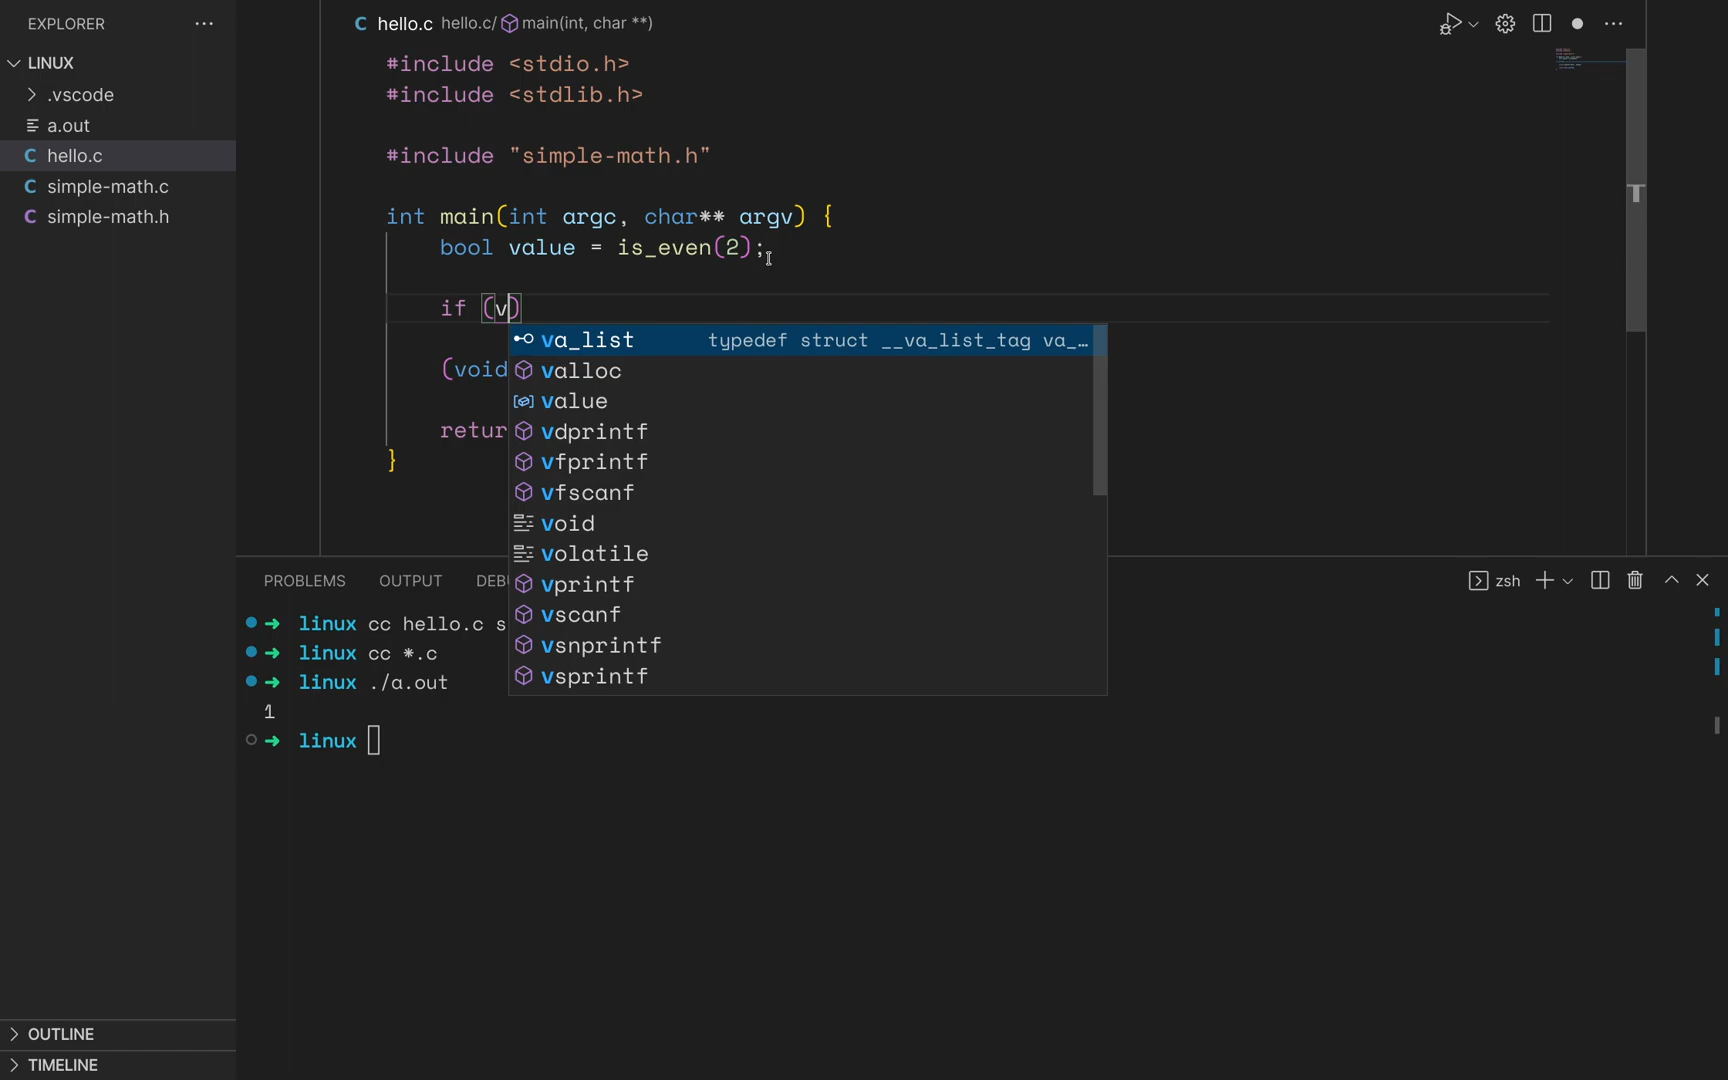 EXPLORER
LINUX
.vscode
a.out
C hello.c
C simple-math.c
C simple-math.h
OUTLINE
TIMELINE
C hello.c hello.c/ main(int, char **)
#include <stdio.h>
#include <stdlib.h>
#include "simple-math.h"
int main(int argc, char** argv) {
bool value = is_even(2);
if (v)
(void
retur
}
va_list typedef struct __va_list_tag va_…
valloc
value
vdprintf
vfprintf
vfscanf
void
volatile
vprintf
vscanf
vsnprintf
vsprintf
PROBLEMS OUTPUT DEBU zsh
➜ linux cc hello.c s
➜ linux cc *.c
➜ linux ./a.out
1
➜ linux